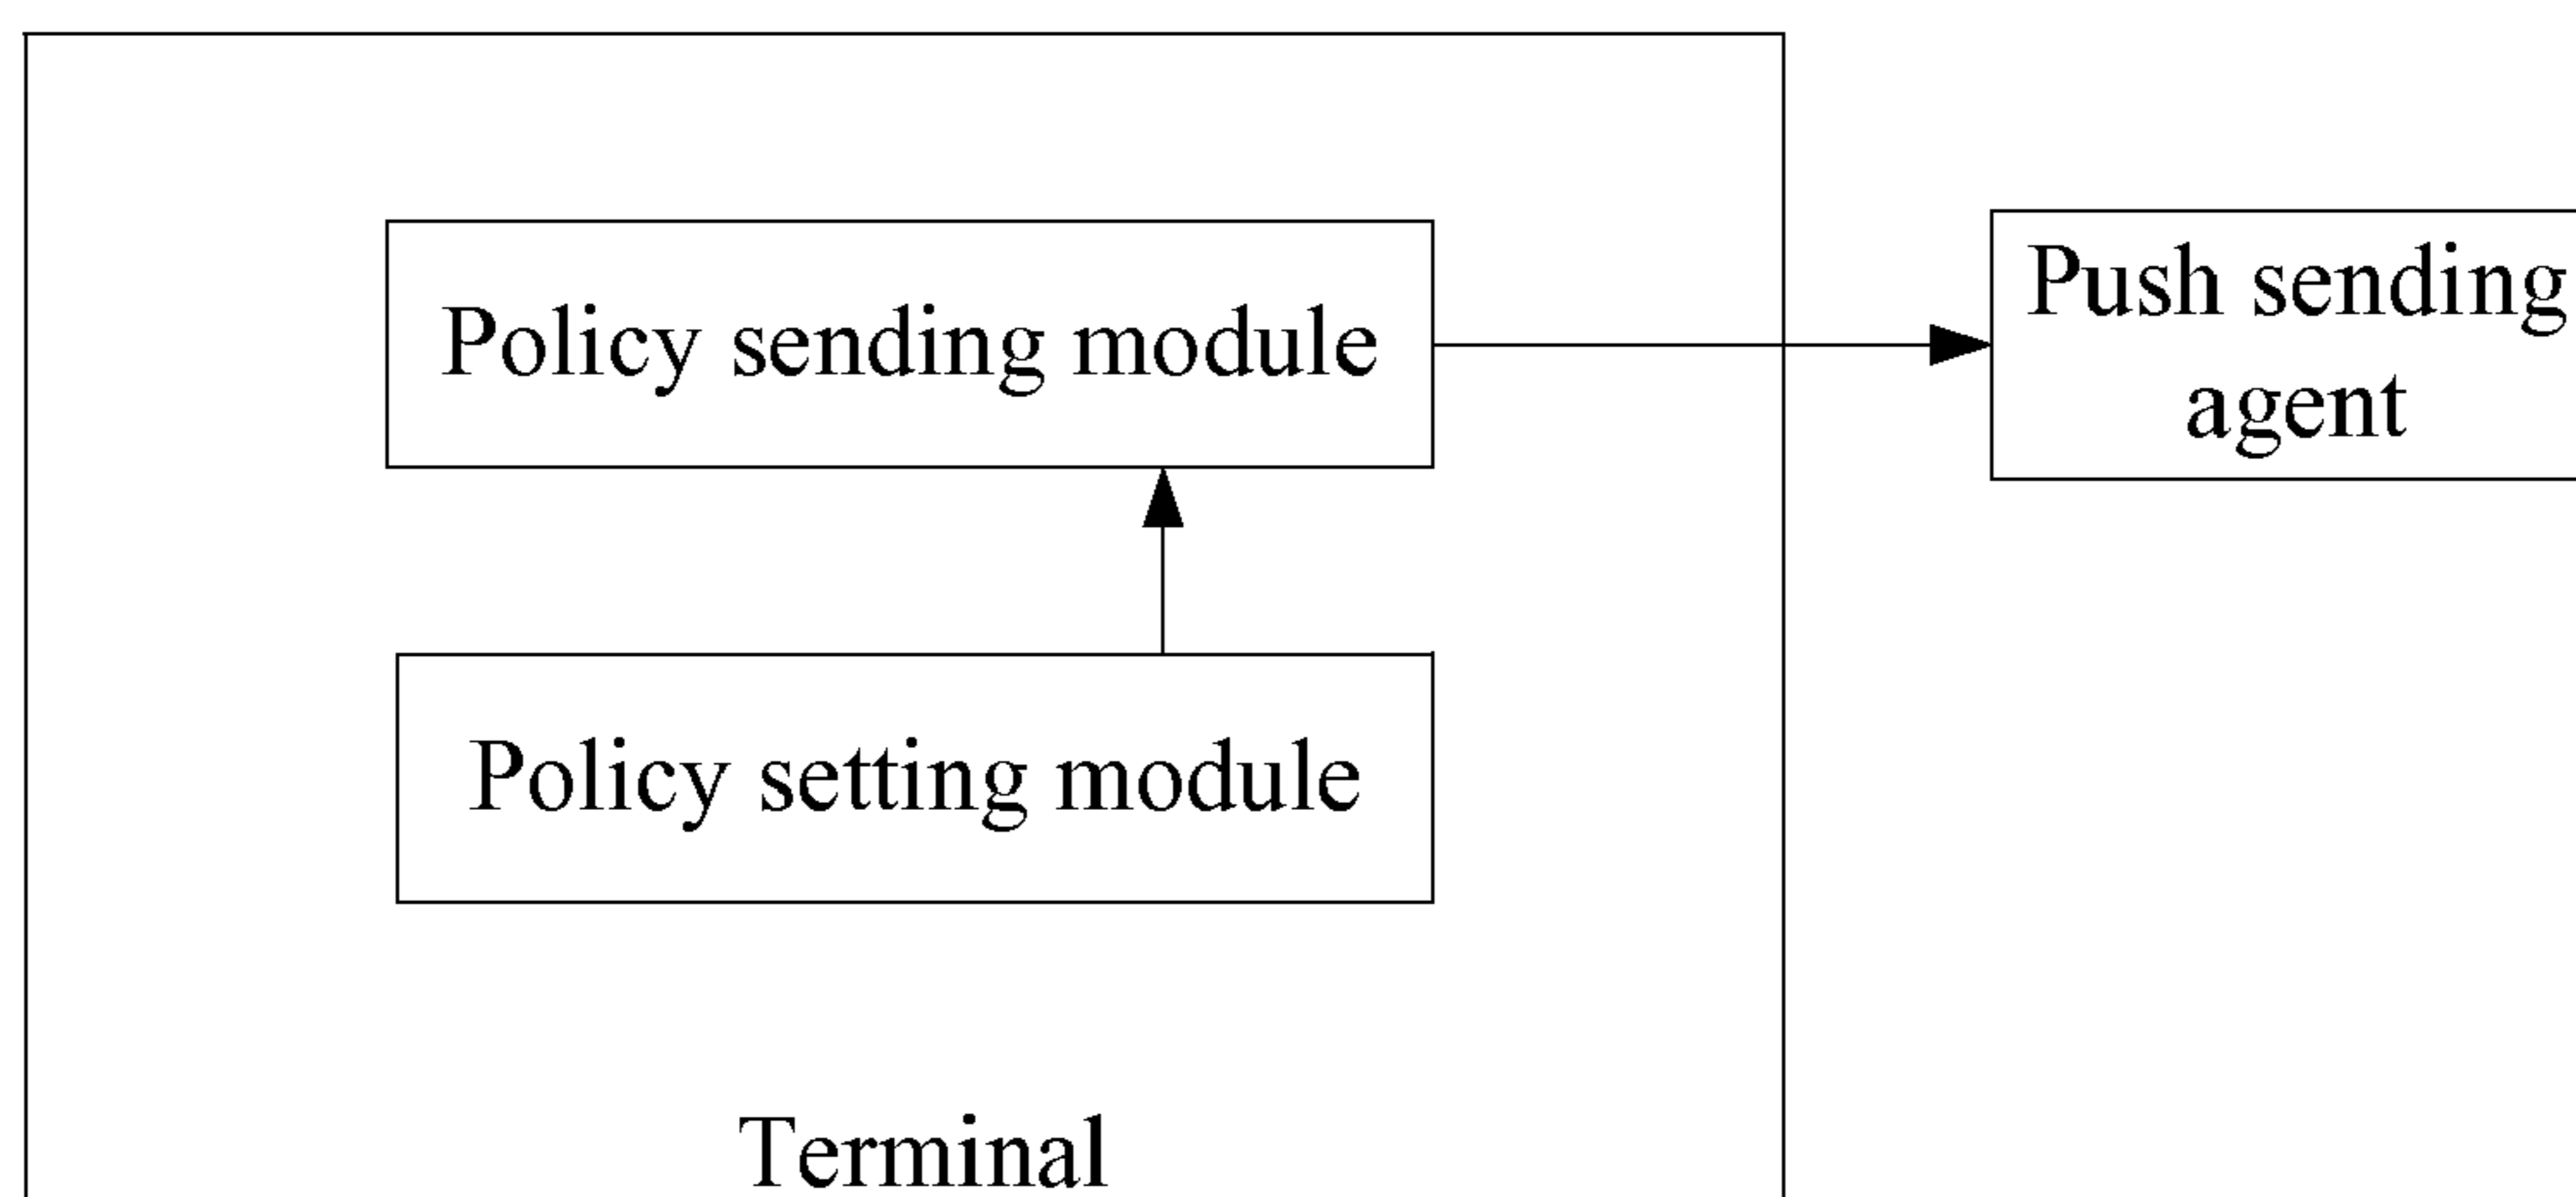 Policy sending module
Push sending
agent
Policy setting module
Terminal